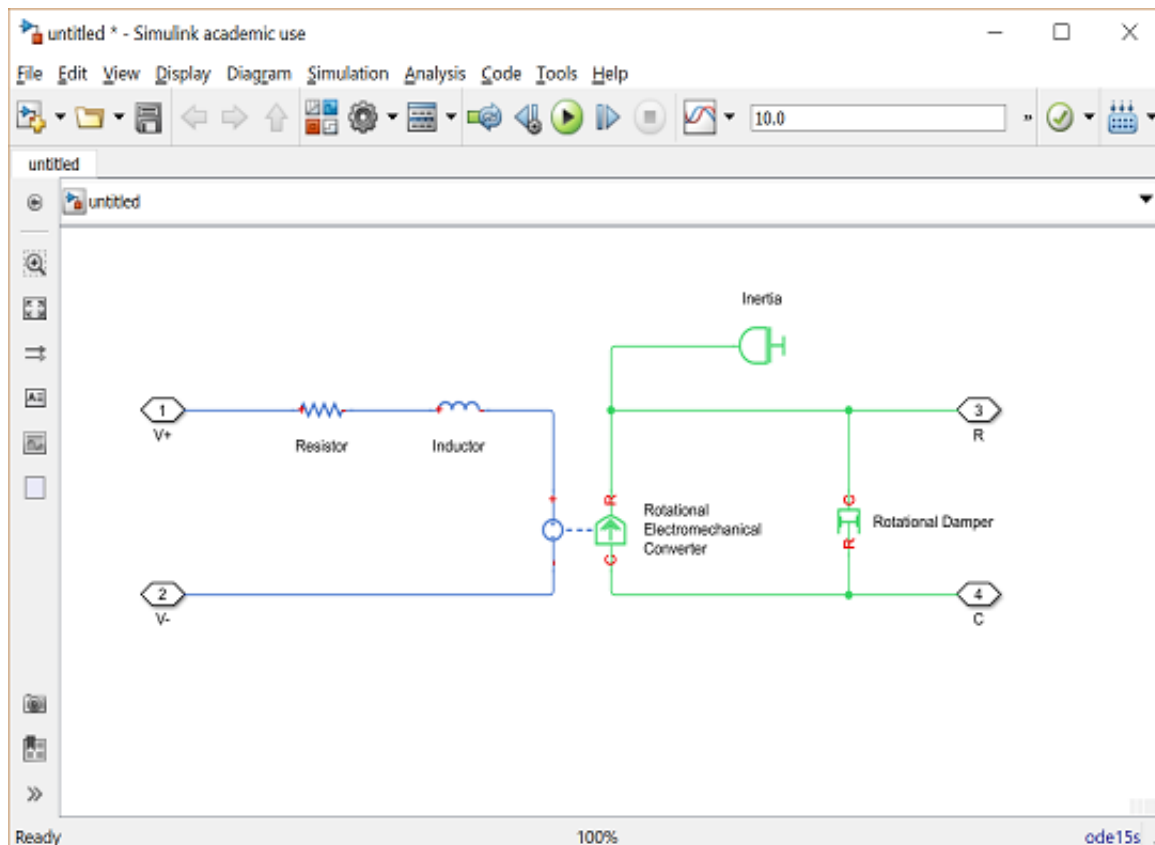 untitled * - Simulink academic use
File Edit View Display Diagram Simulation Analysis Code Tools Help
10.0 »
untitled
untitled
Inertia
1
V+
Resistor
Inductor
3
R
R
Rotational
Electromechanical
Converter
C
C
R
Rotational Damper
+
-
2
V-
4
C
Ready 100% ode15s